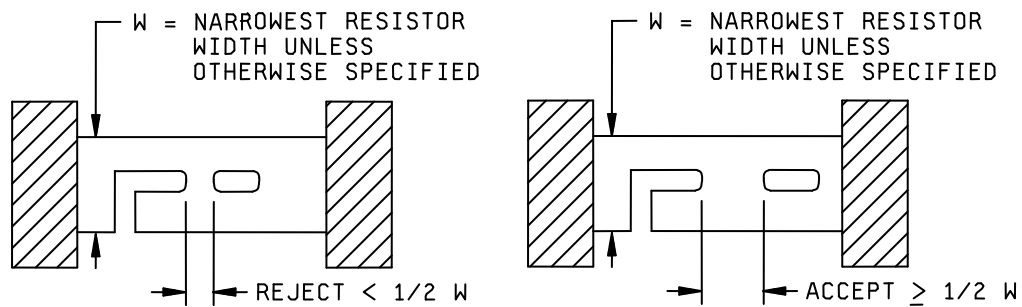 W = NARROWEST RESISTOR
WIDTH UNLESS
OTHERWISE SPECIFIED
REJECT < 1/2 W
W = NARROWEST RESISTOR
WIDTH UNLESS
OTHERWISE SPECIFIED
ACCEPT ≥ 1/2 W